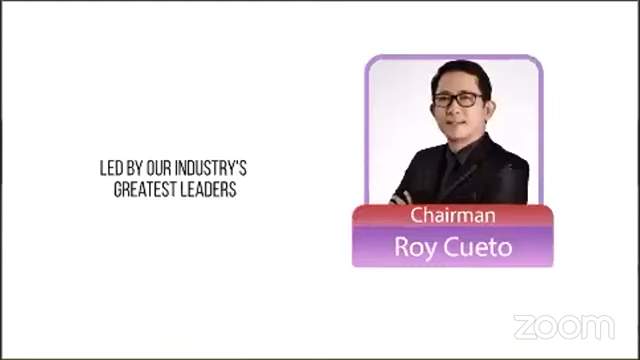 LED BY OUR INDUSTRY'S
GREATEST LEADERS
Chairman
Roy Cueto
zoom